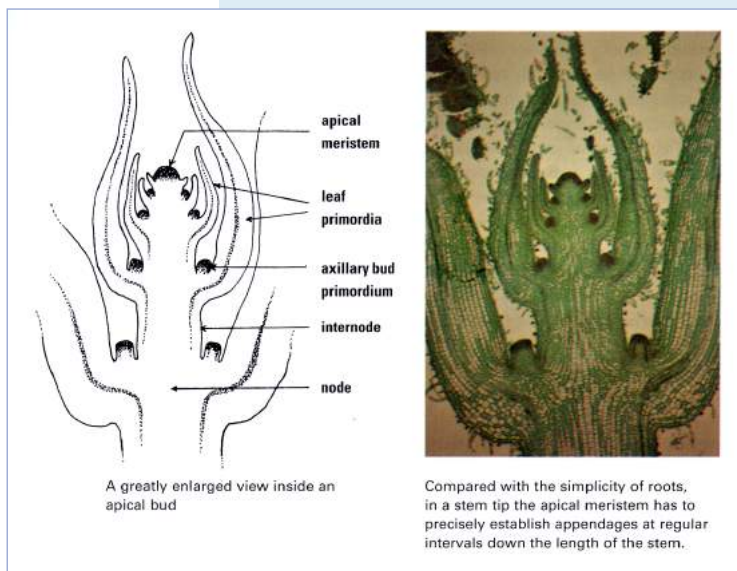 apical
meristem
leaf
primordia
axillary bud
primordium
internode
node
A greatly enlarged view inside an
apical bud
Compared with the simplicity of roots,
in a stem tip the apical meristem has to
precisely establish appendages at regular
intervals down the length of the stem.